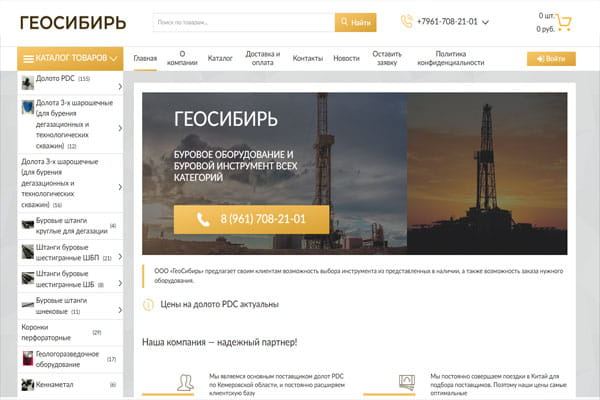 ГЕОСИБИРЬ
Поиск по товарам...
Найти
+7961-708-21-01
0 шт.
0 руб.
КАТАЛОГ ТОВАРОВ
Главная
О компании
Каталог
Доставка и оплата
Контакты
Новости
Оставить заявку
Политика конфиденциальности
Войти
Долото PDC (155)
Долота 3-х шарошечные
(для бурения
дегазационных и
технологических
скважин) (12)
Долота 3-х шарошечные
(для бурения
дегазационных и
технологических
скважин) (16)
Буровые штанги
круглые для дегазации (4)
Штанги буровые
шестигранные ШБП (21)
Штанги буровые
шестигранные ШБ (8)
Буровые штанги
шнековые (11)
Коронки
перфораторные (29)
Геологоразведочное
оборудование (17)
Кеннаметал (6)
ГЕОСИБИРЬ
БУРОВОЕ ОБОРУДОВАНИЕ И
БУРОВОЙ ИНСТРУМЕНТ ВСЕХ
КАТЕГОРИЙ
8 (961) 708-21-01
ООО «ГеоСибирь» предлагает своим клиентам возможность выбора инструмента из представленных в наличии, а также возможность заказа нужного
оборудования.
Цены на долото PDC актуальны
Наша компания — надежный партнер!
Мы являемся основным поставщиком долот PDC
по Кемеровской области, и постоянно расширяем
клиентскую базу
Мы постоянно совершаем поездки в Китай для
подбора поставщиков. Поэтому наши цены самые
оптимальные